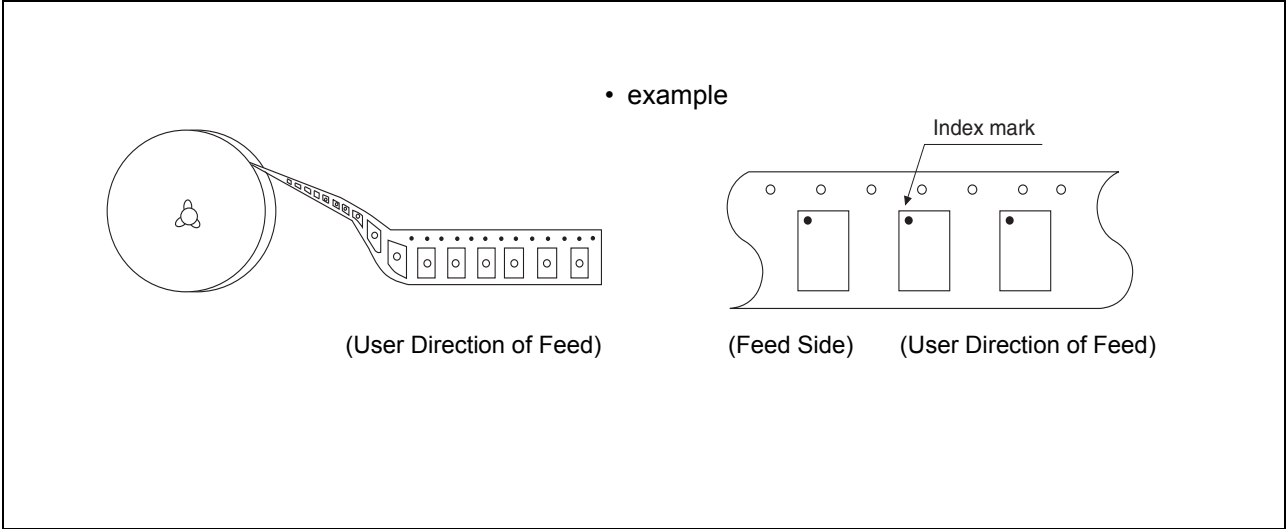 • example
Index mark
(User Direction of Feed)
(Feed Side)
(User Direction of Feed)